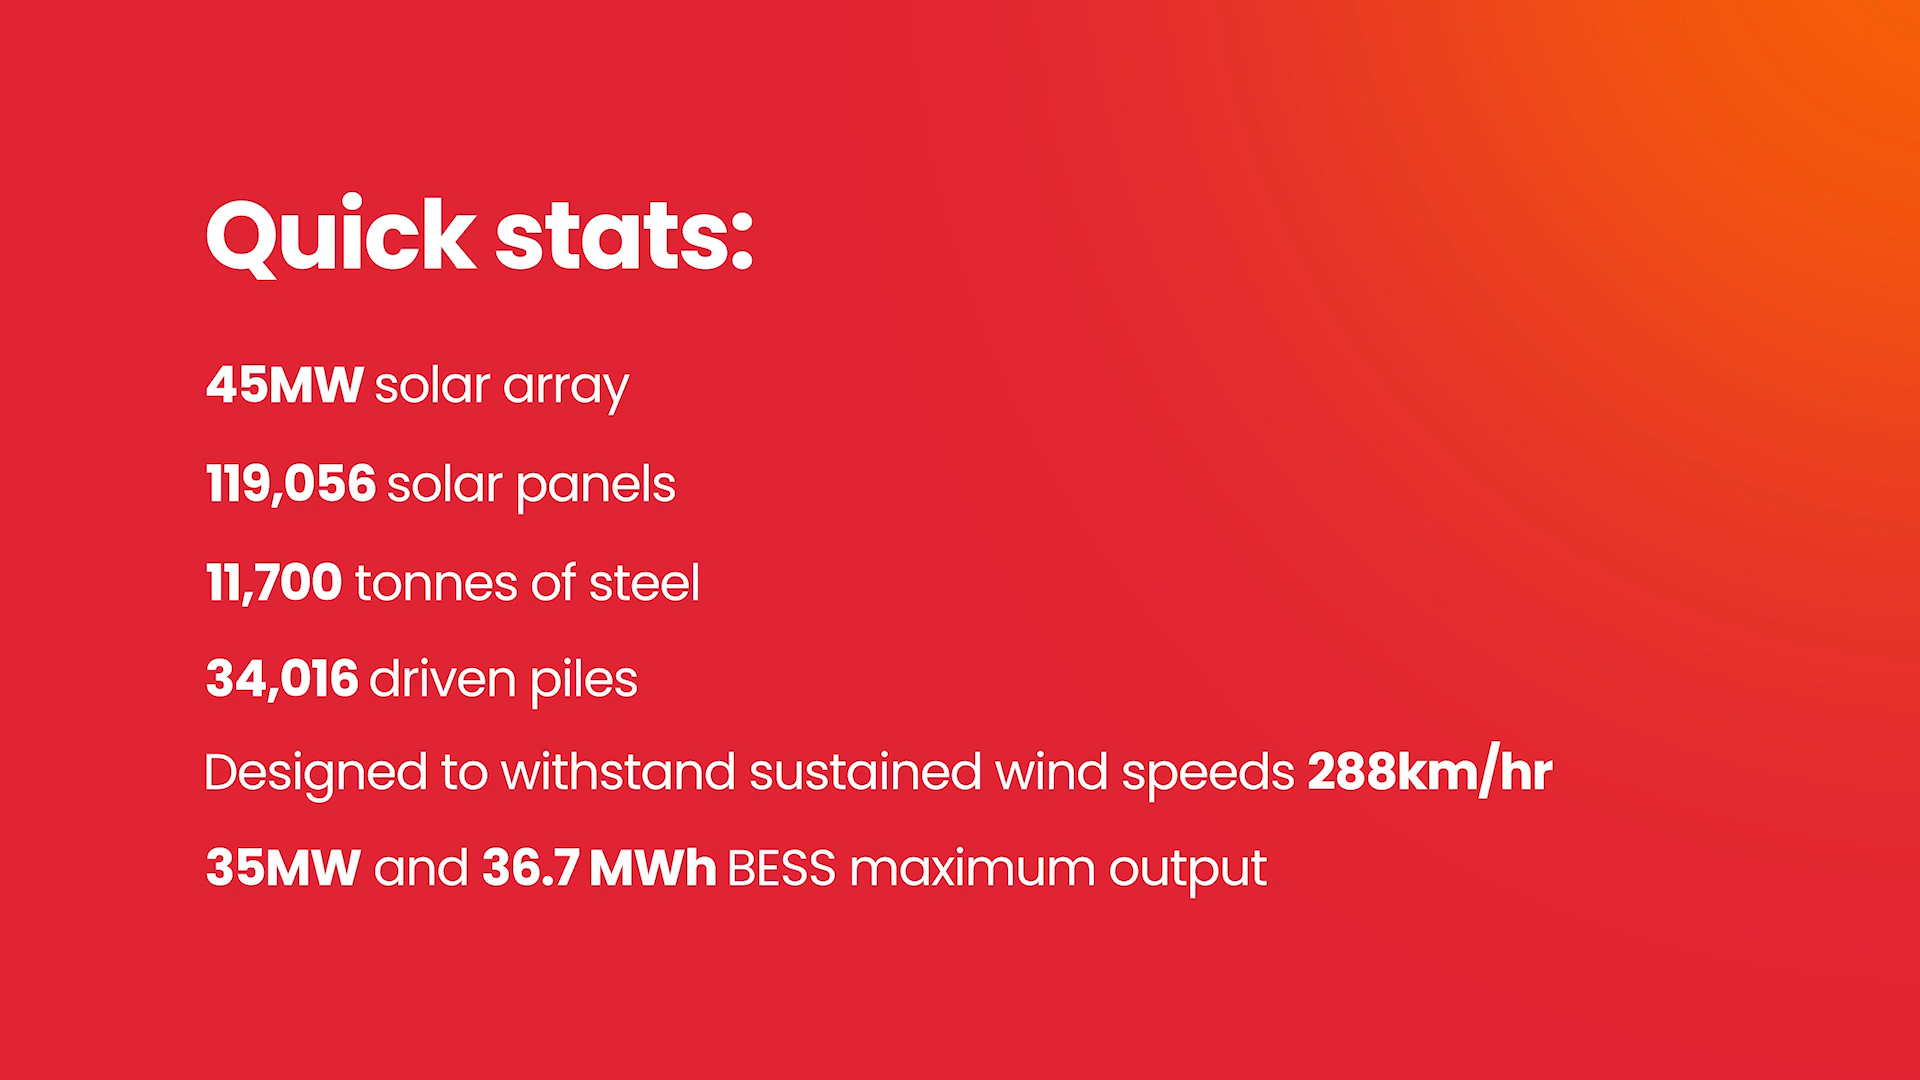 Quick stats:
45MW solar array
119,056 solar panels
11,700 tonnes of steel
34,016 driven piles
Designed to withstand sustained wind speeds 288km/hr
35MW and 36.7 MWh BESS maximum output